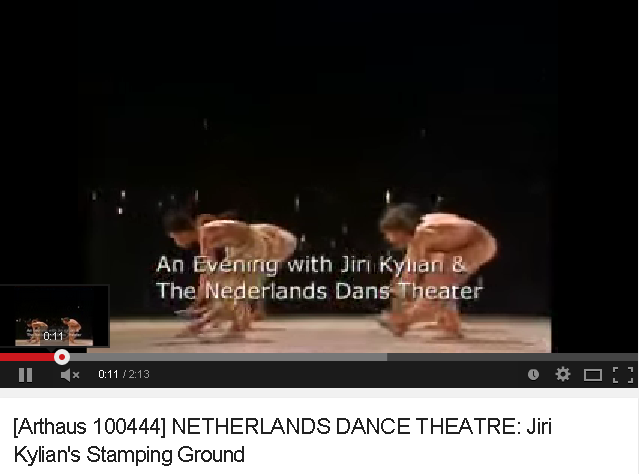 An Evening with Jiri Kylian &
The Nederlands Dans Theater
0:11
0:11 / 2:13
[Arthaus 100444] NETHERLANDS DANCE THEATRE: Jiri
Kylian's Stamping Ground